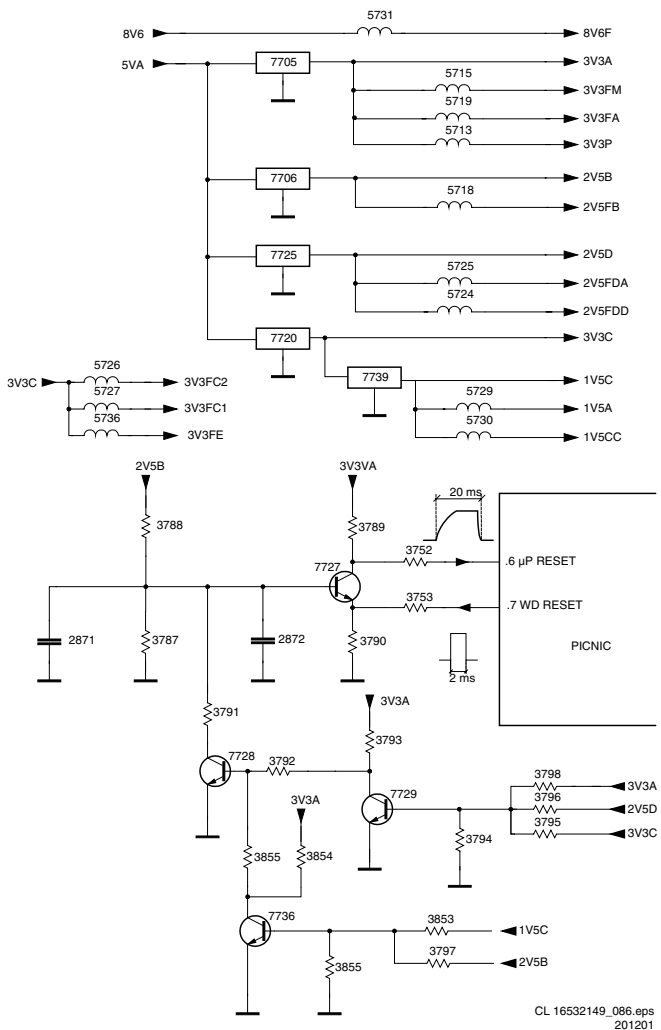 5731
8V6
8V6F
5VA
7705
3V3A
5715
3V3FM
5719
3V3FA
5713
3V3P
7706
2V5B
5718
2V5FB
7725
2V5D
5725
2V5FDA
5724
2V5FDD
7720
3V3C
5726
3V3C
3V3FC2
7739
1V5C
5727
3V3FC1
5729
1V5A
5736
3V3FE
5730
1V5CC
2V5B
3V3VA
20 ms
3788
3789
3752
.6 µP RESET
7727
3753
.7 WD RESET
2871
3787
2872
3790
PICNIC
2 ms
3791
3V3A
3793
7728
3792
3798
3V3A
7729
3796
2V5D
3V3A
3795
3V3C
3794
3855
3854
7736
3853
1V5C
3797
2V5B
3855
CL 16532149_086.eps
201201